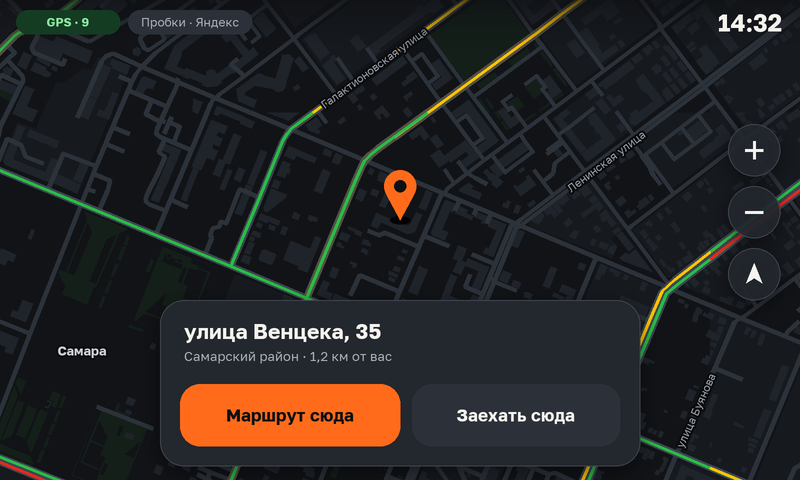 GPS · 9
Пробки · Яндекс
14:32
Галактионовская улица
Ленинская улица
улица Венцека, 35
Самарский район · 1,2 км от вас
Самара
Маршрут сюда
Заехать сюда
улица Буянова